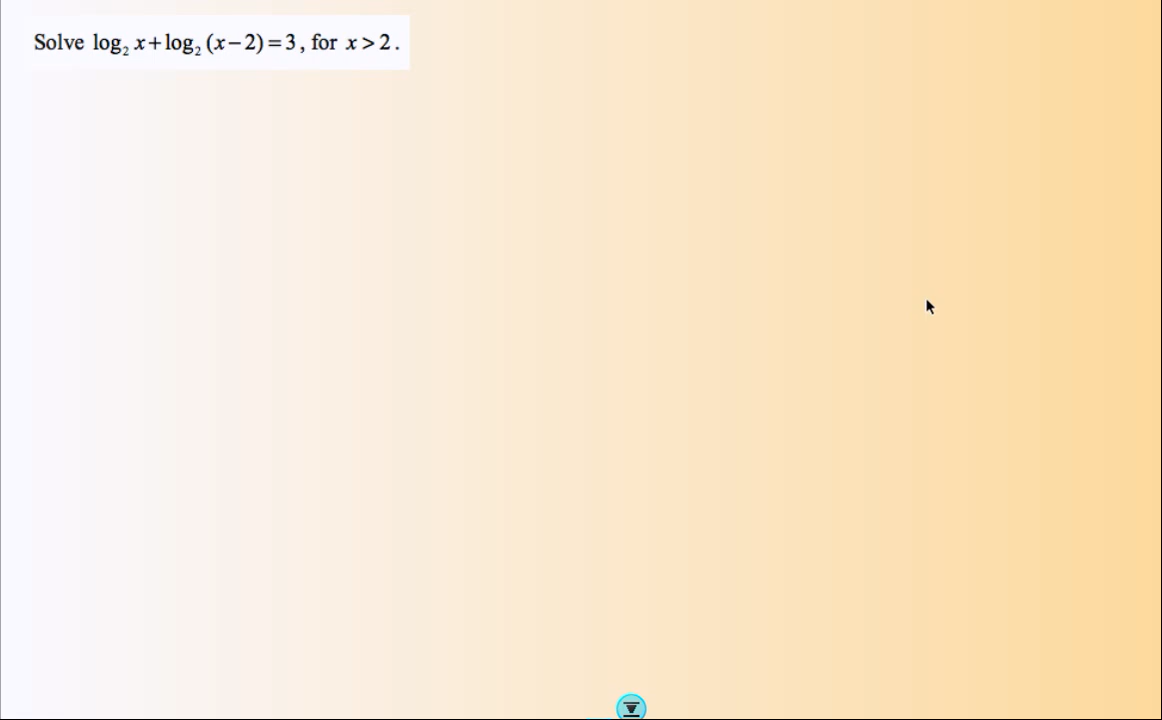 Solve log₂ x + log₂ (x − 2) = 3, for x > 2.